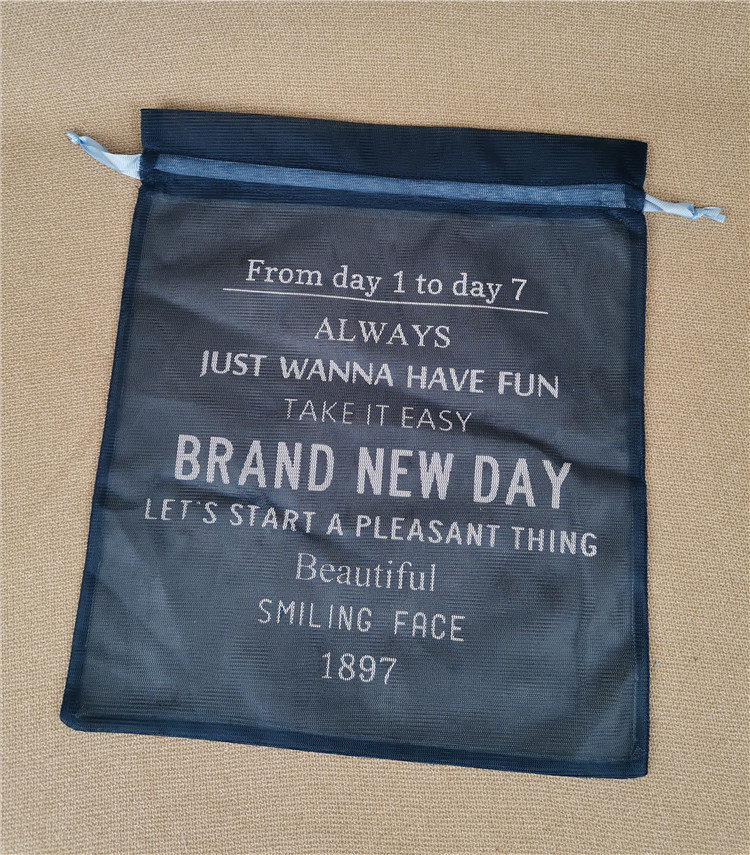 From day 1 to day 7
ALWAYS
JUST WANNA HAVE FUN
TAKE IT EASY
BRAND NEW DAY
LET'S START A PLEASANT THING
Beautiful
SMILING FACE
1897